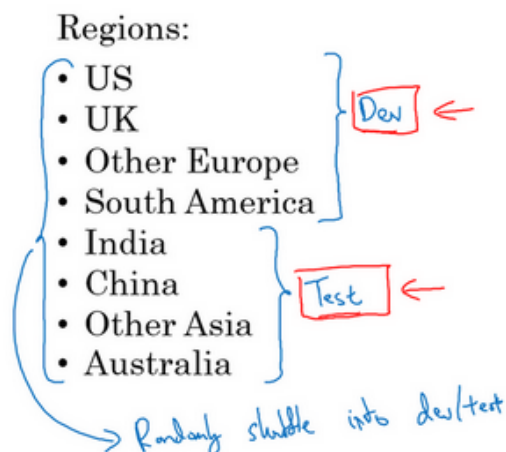 Regions:
• US
• UK
• Other Europe
• South America
Dev
• India
• China
• Other Asia
• Australia
Test
Randomly shuffle into dev/test